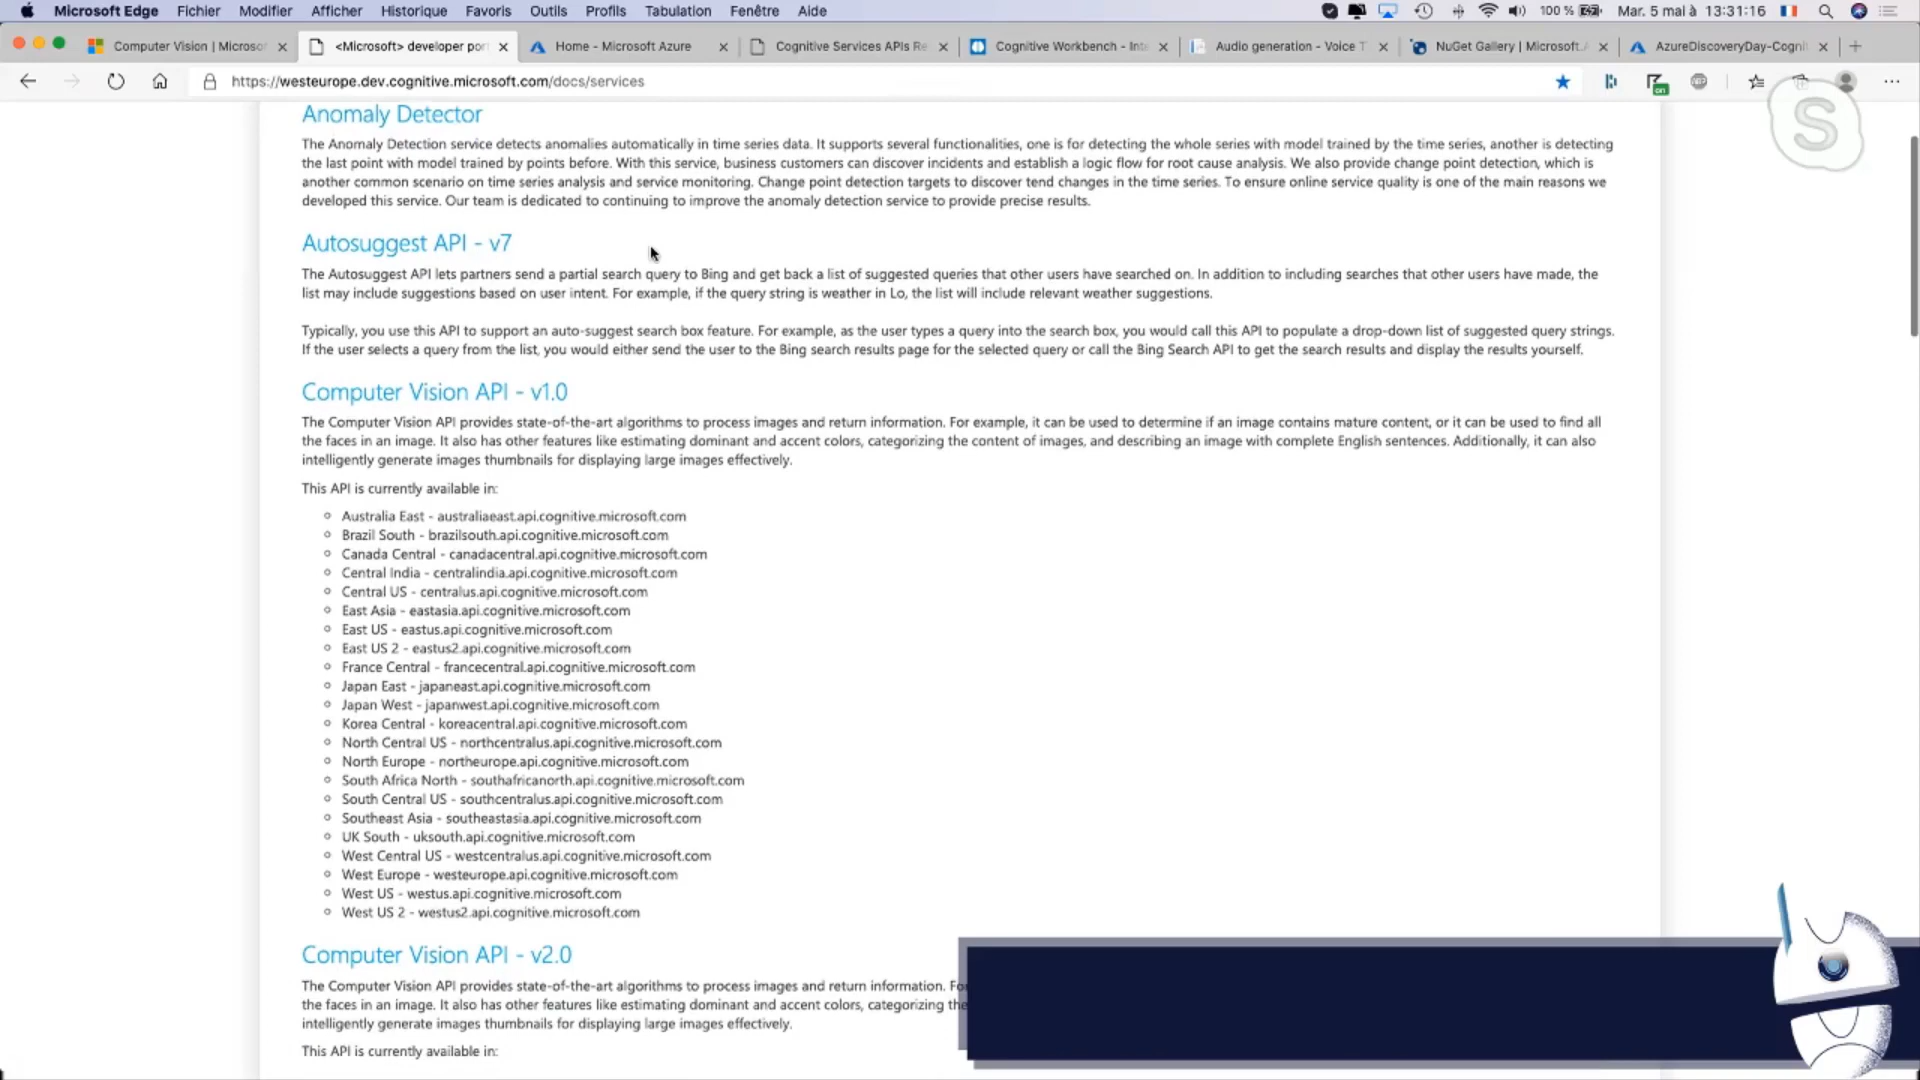 Microsoft Edge Fichier Modifier Afficher Historique Favoris Outils Profils Tabulation Fenêtre Aide 100 % Mar. 5 mai à 13:31:16
Computer Vision | Microsof <Microsoft> developer por Home - Microsoft Azure Cognitive Services APIs Re Cognitive Workbench - Inte Audio generation - Voice T NuGet Gallery | Microsoft. AzureDiscoveryDay-Cogni
https://westeurope.dev.cognitive.microsoft.com/docs/services
on
Anomaly Detector
The Anomaly Detection service detects anomalies automatically in time series data. It supports several functionalities, one is for detecting the whole series with model trained by the time series, another is detecting
the last point with model trained by points before. With this service, business customers can discover incidents and establish a logic flow for root cause analysis. We also provide change point detection, which is
another common scenario on time series analysis and service monitoring. Change point detection targets to discover tend changes in the time series. To ensure online service quality is one of the main reasons we
developed this service. Our team is dedicated to continuing to improve the anomaly detection service to provide precise results.
Autosuggest API - v7
The Autosuggest API lets partners send a partial search query to Bing and get back a list of suggested queries that other users have searched on. In addition to including searches that other users have made, the
list may include suggestions based on user intent. For example, if the query string is weather in Lo, the list will include relevant weather suggestions.
Typically, you use this API to support an auto-suggest search box feature. For example, as the user types a query into the search box, you would call this API to populate a drop-down list of suggested query strings.
If the user selects a query from the list, you would either send the user to the Bing search results page for the selected query or call the Bing Search API to get the search results and display the results yourself.
Computer Vision API - v1.0
The Computer Vision API provides state-of-the-art algorithms to process images and return information. For example, it can be used to determine if an image contains mature content, or it can be used to find all
the faces in an image. It also has other features like estimating dominant and accent colors, categorizing the content of images, and describing an image with complete English sentences. Additionally, it can also
intelligently generate images thumbnails for displaying large images effectively.
This API is currently available in:
Australia East - australiaeast.api.cognitive.microsoft.com
Brazil South - brazilsouth.api.cognitive.microsoft.com
Canada Central - canadacentral.api.cognitive.microsoft.com
Central India - centralindia.api.cognitive.microsoft.com
Central US - centralus.api.cognitive.microsoft.com
East Asia - eastasia.api.cognitive.microsoft.com
East US - eastus.api.cognitive.microsoft.com
East US 2 - eastus2.api.cognitive.microsoft.com
France Central - francecentral.api.cognitive.microsoft.com
Japan East - japaneast.api.cognitive.microsoft.com
Japan West - japanwest.api.cognitive.microsoft.com
Korea Central - koreacentral.api.cognitive.microsoft.com
North Central US - northcentralus.api.cognitive.microsoft.com
North Europe - northeurope.api.cognitive.microsoft.com
South Africa North - southafricanorth.api.cognitive.microsoft.com
South Central US - southcentralus.api.cognitive.microsoft.com
Southeast Asia - southeastasia.api.cognitive.microsoft.com
UK South - uksouth.api.cognitive.microsoft.com
West Central US - westcentralus.api.cognitive.microsoft.com
West Europe - westeurope.api.cognitive.microsoft.com
West US - westus.api.cognitive.microsoft.com
West US 2 - westus2.api.cognitive.microsoft.com
Computer Vision API - v2.0
The Computer Vision API provides state-of-the-art algorithms to process images and return information. Fo
the faces in an image. It also has other features like estimating dominant and accent colors, categorizing the
intelligently generate images thumbnails for displaying large images effectively.
This API is currently available in: